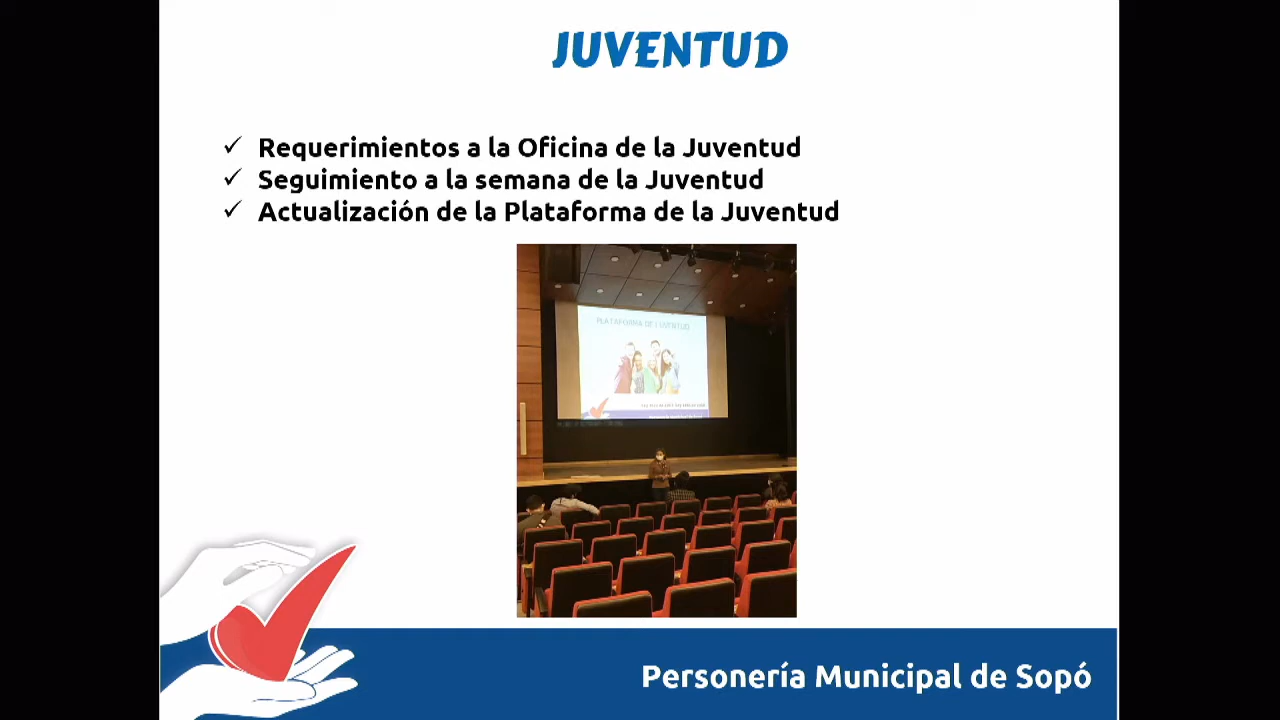 JUVENTUD
✓ Requerimientos a la Oficina de la Juventud
✓ Seguimiento a la semana de la Juventud
✓ Actualización de la Plataforma de la Juventud
PLATAFORMA DE JUVENTUD
Personería Municipal de Sopó